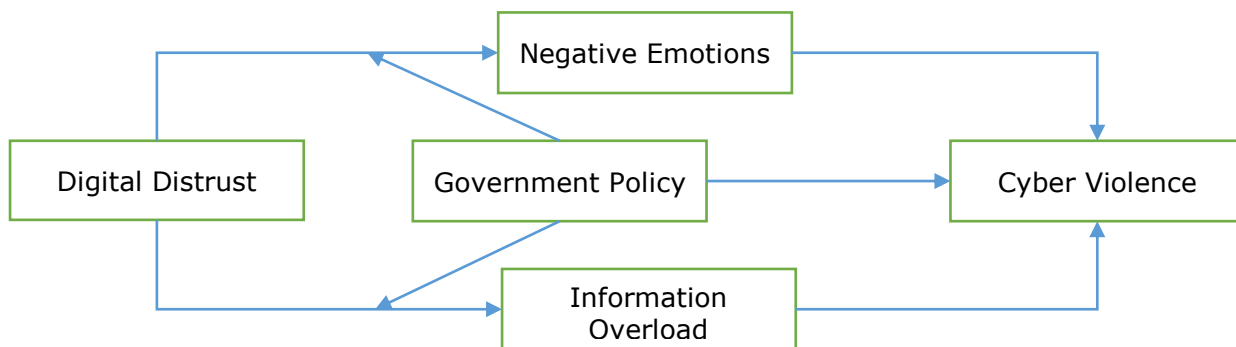 Negative Emotions
Digital Distrust
Government Policy
Cyber Violence
Information
Overload